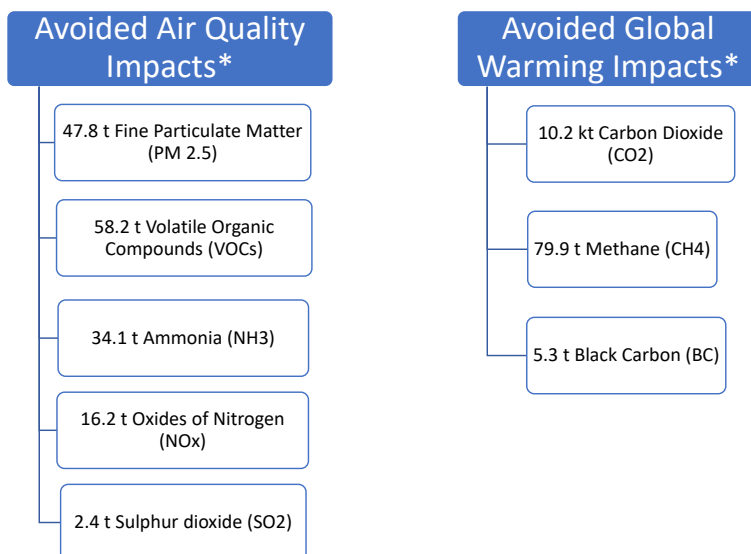 Avoided Air Quality
Impacts*
47.8 t Fine Particulate Matter
(PM 2.5)
58.2 t Volatile Organic
Compounds (VOCs)
34.1 t Ammonia (NH3)
16.2 t Oxides of Nitrogen
(NOx)
2.4 t Sulphur dioxide (SO2)
Avoided Global
Warming Impacts*
10.2 kt Carbon Dioxide
(CO2)
79.9 t Methane (CH4)
5.3 t Black Carbon (BC)